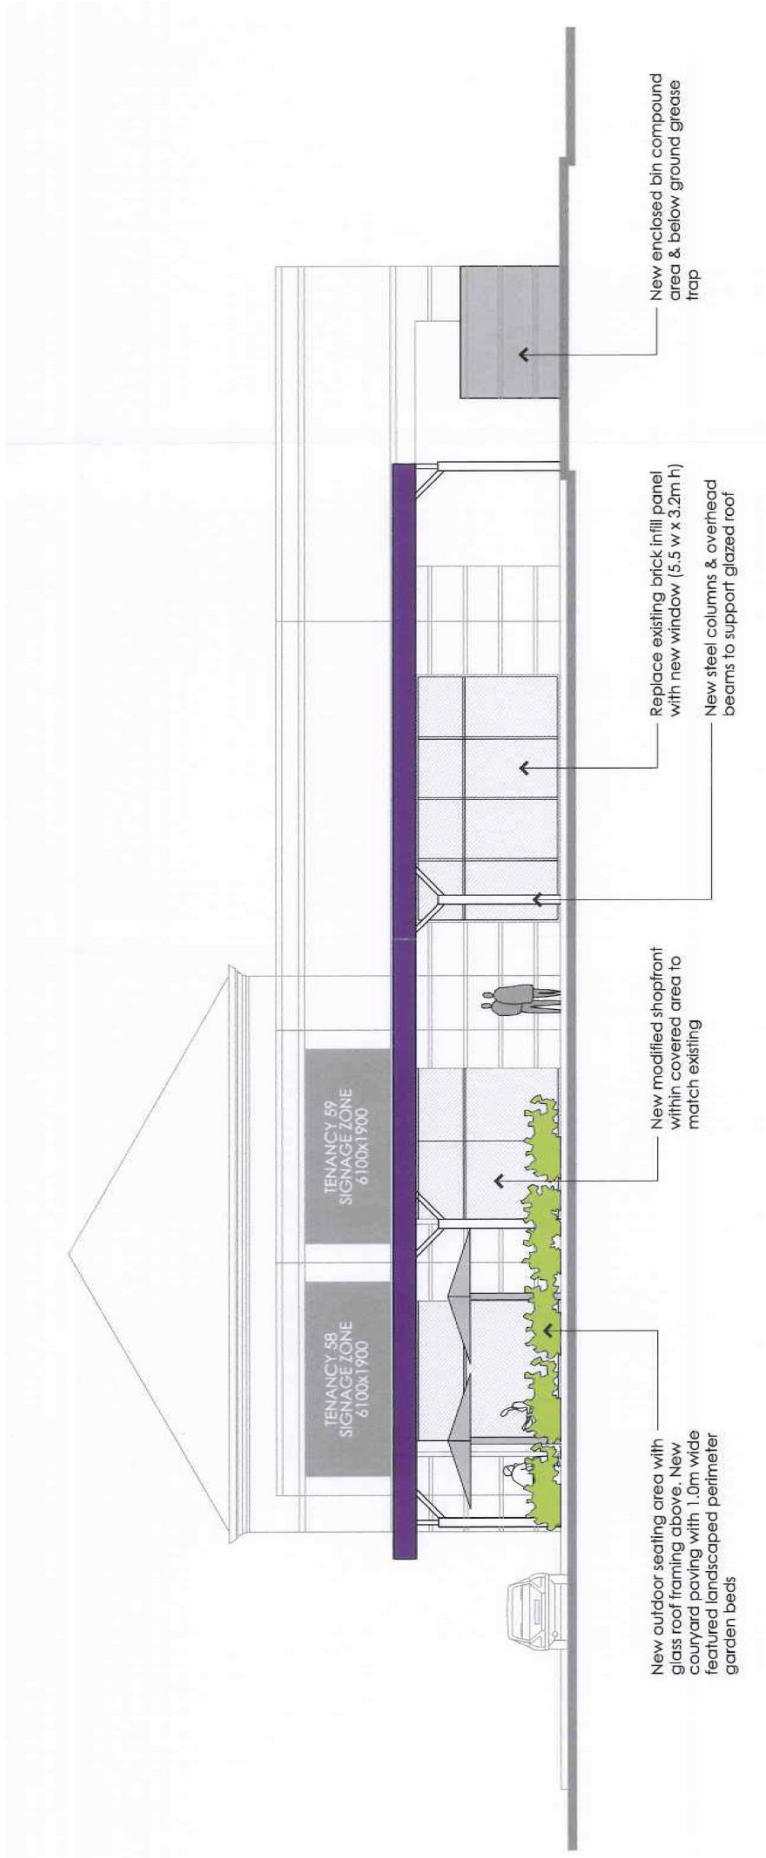 TENANCY 58
SIGNAGE ZONE
6100x1900
TENANCY 59
SIGNAGE ZONE
6100x1900
New outdoor seating area with
glass roof framing above. New
couryard paving with 1.0m wide
featured landscaped perimeter
garden beds
New modified shopfront
within covered area to
match existing
Replace existing brick infill panel
with new window (5.5 w x 3.2m h)
New steel columns & overhead
beams to support glazed roof
New enclosed bin compound
area & below ground grease
trap